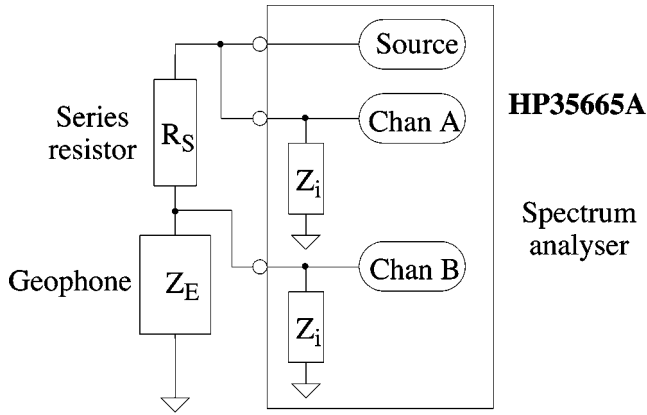 Source
HP35665A
Series
resistor
R_S
Chan A
Z_i
Spectrum
analyser
Geophone
Z_E
Chan B
Z_i